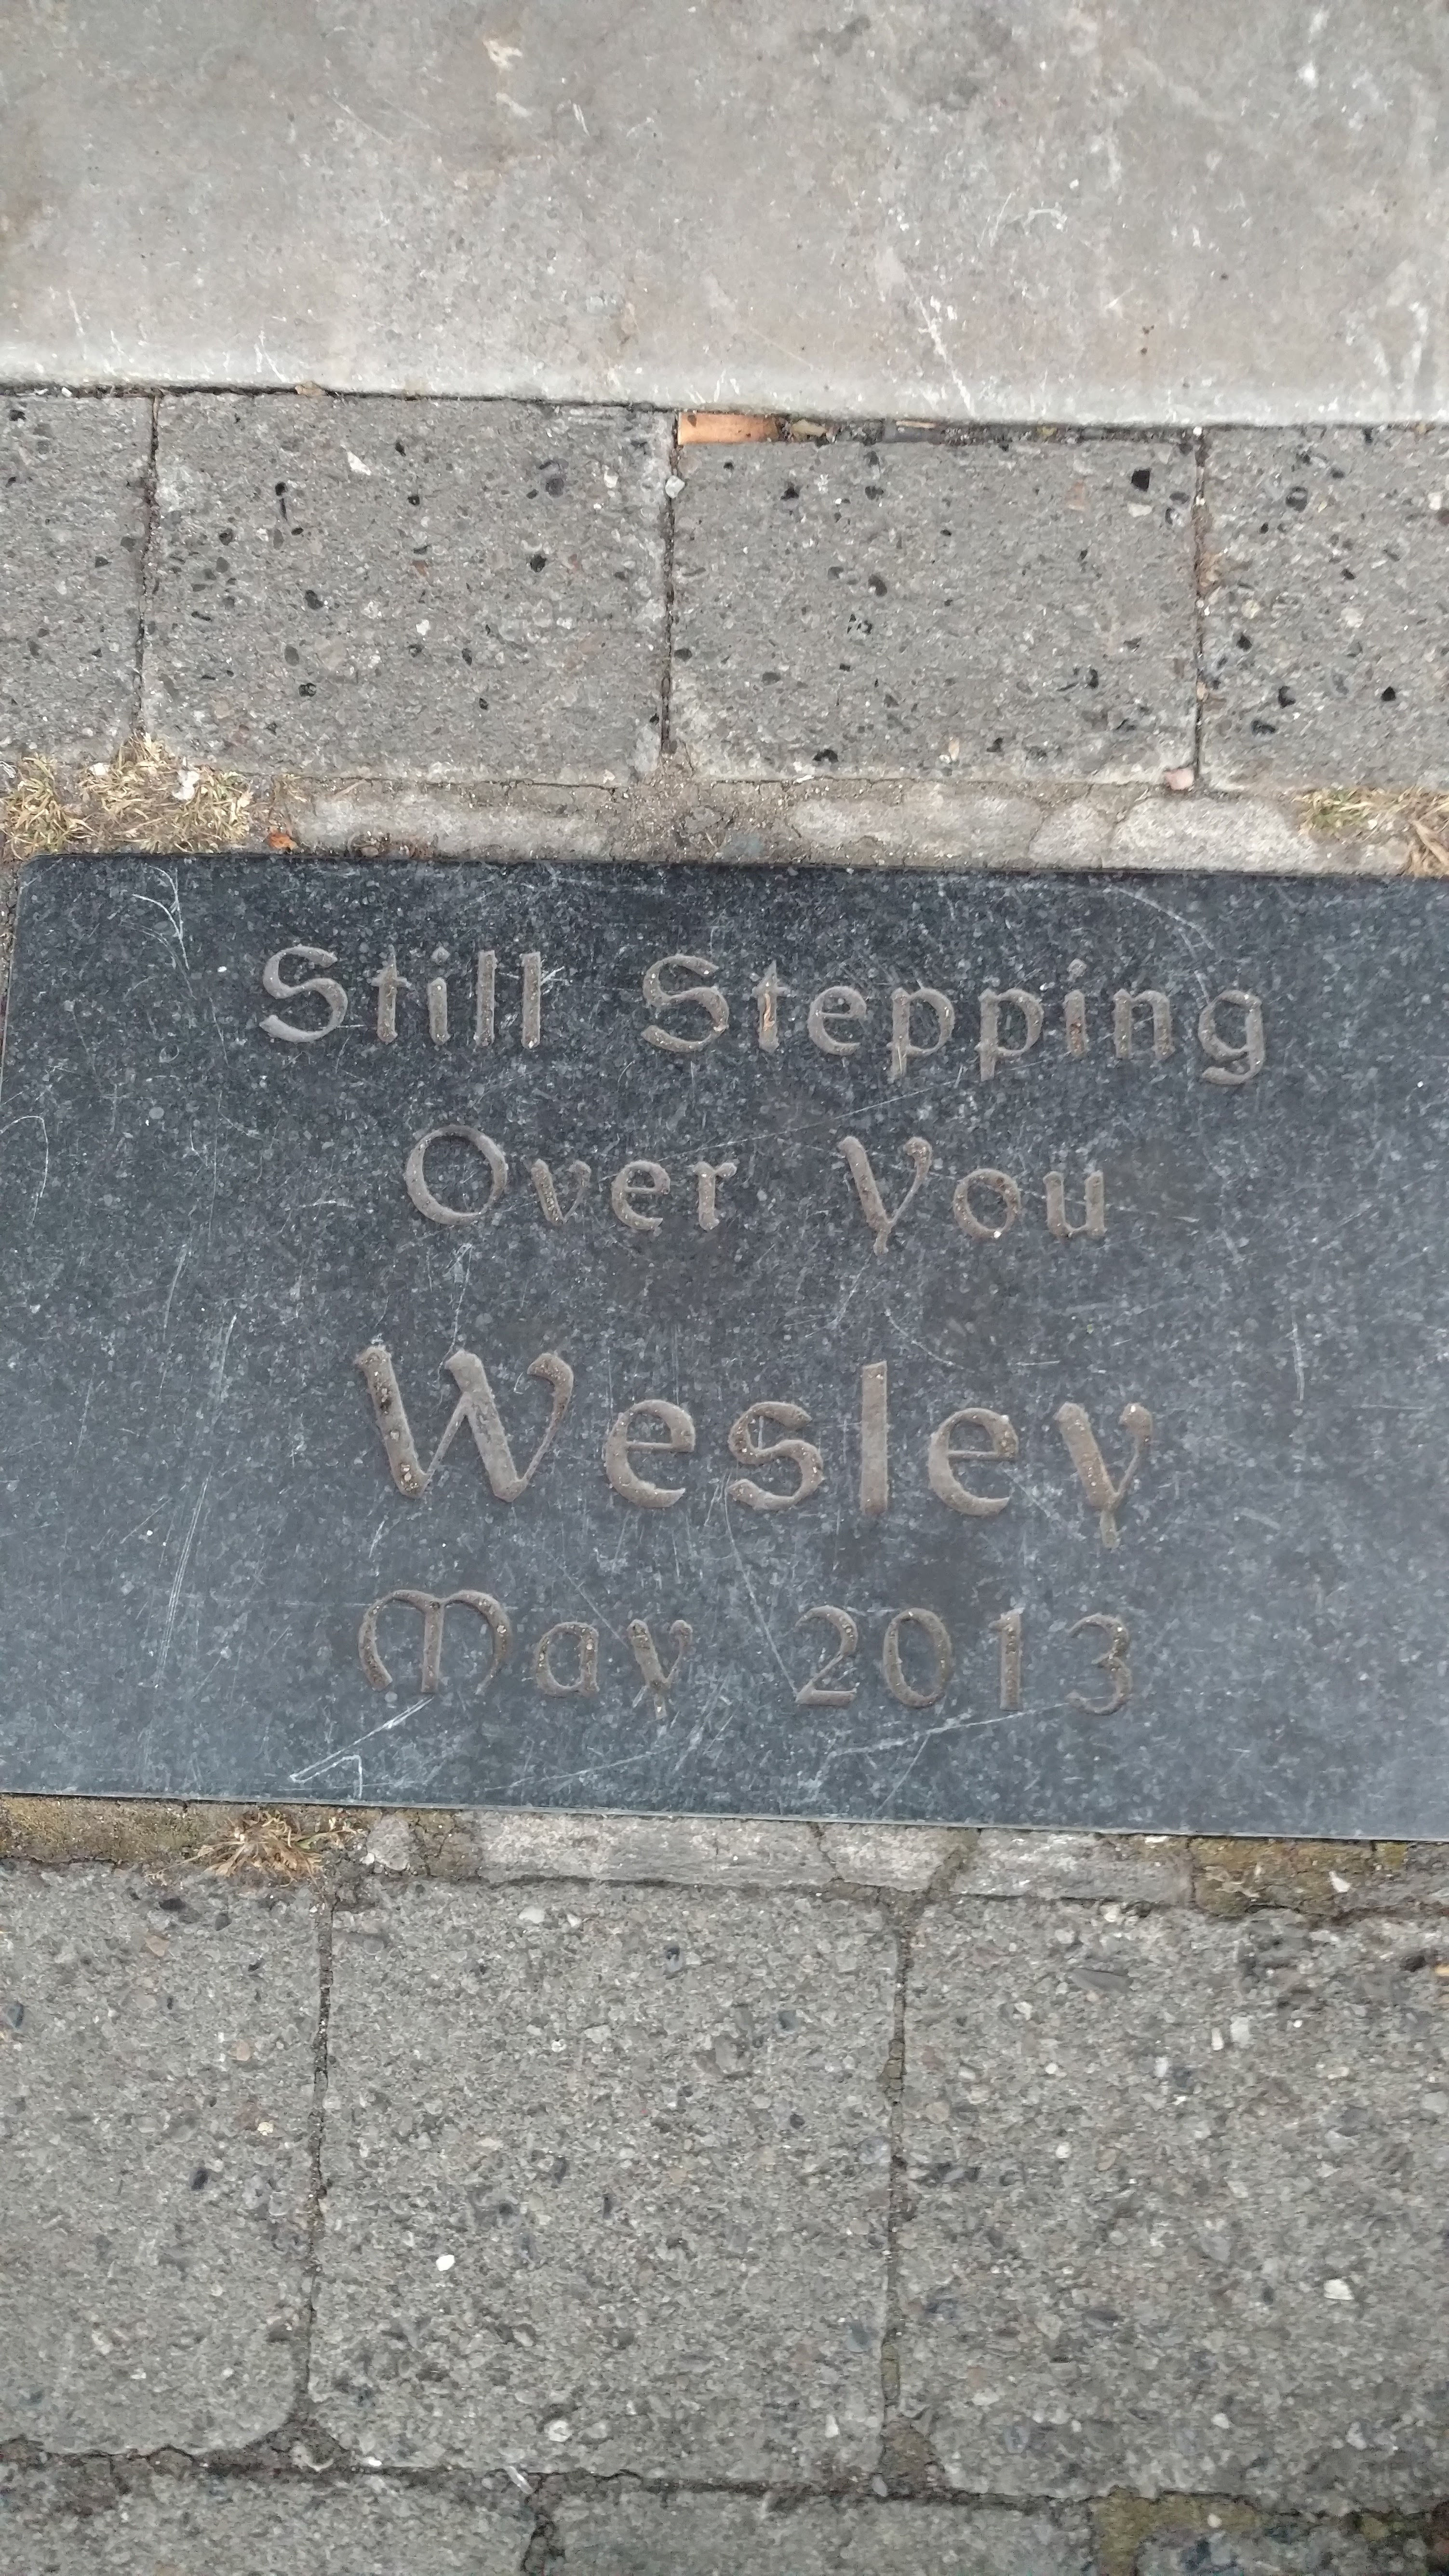 Still Stepping
Over You
Wesley
May 2013